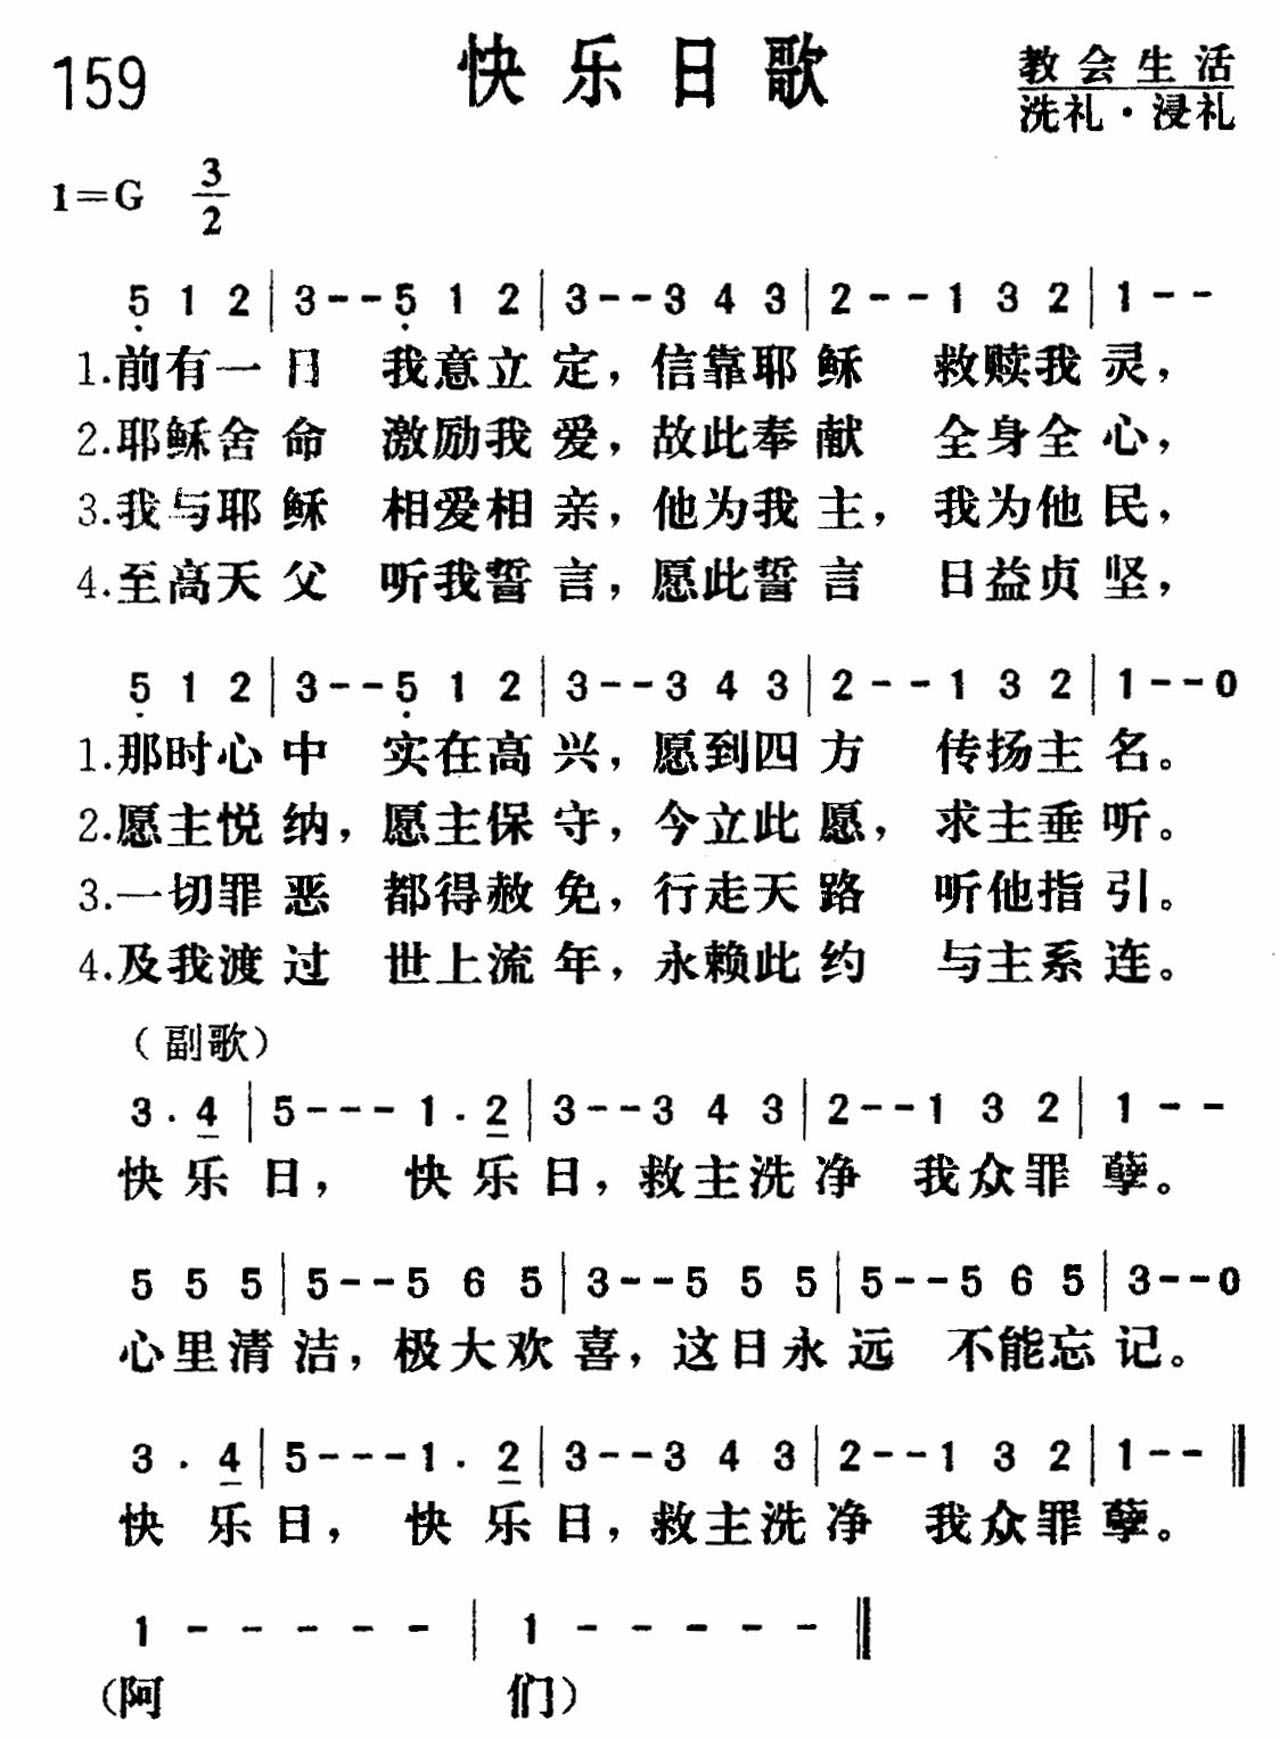 159 快乐日歌 教会生活
洗礼·浸礼
1=G 3/2
5̣ 1 2 | 3 - - 5̣ 1 2 | 3 - - 3 4 3 | 2 - - 1 3 2 | 1 - -
1.前有一日 我意立定，信靠耶稣 救赎我灵，
2.耶稣舍命 激励我爱，故此奉献 全身全心，
3.我与耶稣 相爱相亲，他为我主，我为他民，
4.至高天父 听我誓言，愿此誓言 日益贞坚，
5̣ 1 2 | 3 - - 5̣ 1 2 | 3 - - 3 4 3 | 2 - - 1 3 2 | 1 - - 0
1.那时心中 实在高兴，愿到四方 传扬主名。
2.愿主悦纳，愿主保守，今立此愿，求主垂听。
3.一切罪恶 都得赦免，行走天路 听他指引。
4.及我渡过 世上流年，永赖此约 与主系连。
（副歌）
3 . 4̲ | 5 - - - 1 . 2̲ | 3 - - 3 4 3 | 2 - - 1 3 2 | 1 - -
快乐日， 快乐日，救主洗净 我众罪孽。
5 5 5 | 5 - - 5 6 5 | 3 - - 5 5 5 | 5 - - 5 6 5 | 3 - - 0
心里清洁，极大欢喜，这日永远 不能忘记。
3 . 4̲ | 5 - - - 1 . 2̲ | 3 - - 3 4 3 | 2 - - 1 3 2 | 1 - - ‖
快乐日， 快乐日，救主洗净 我众罪孽。
1 - - - - - | 1 - - - - - ‖
（阿 们）